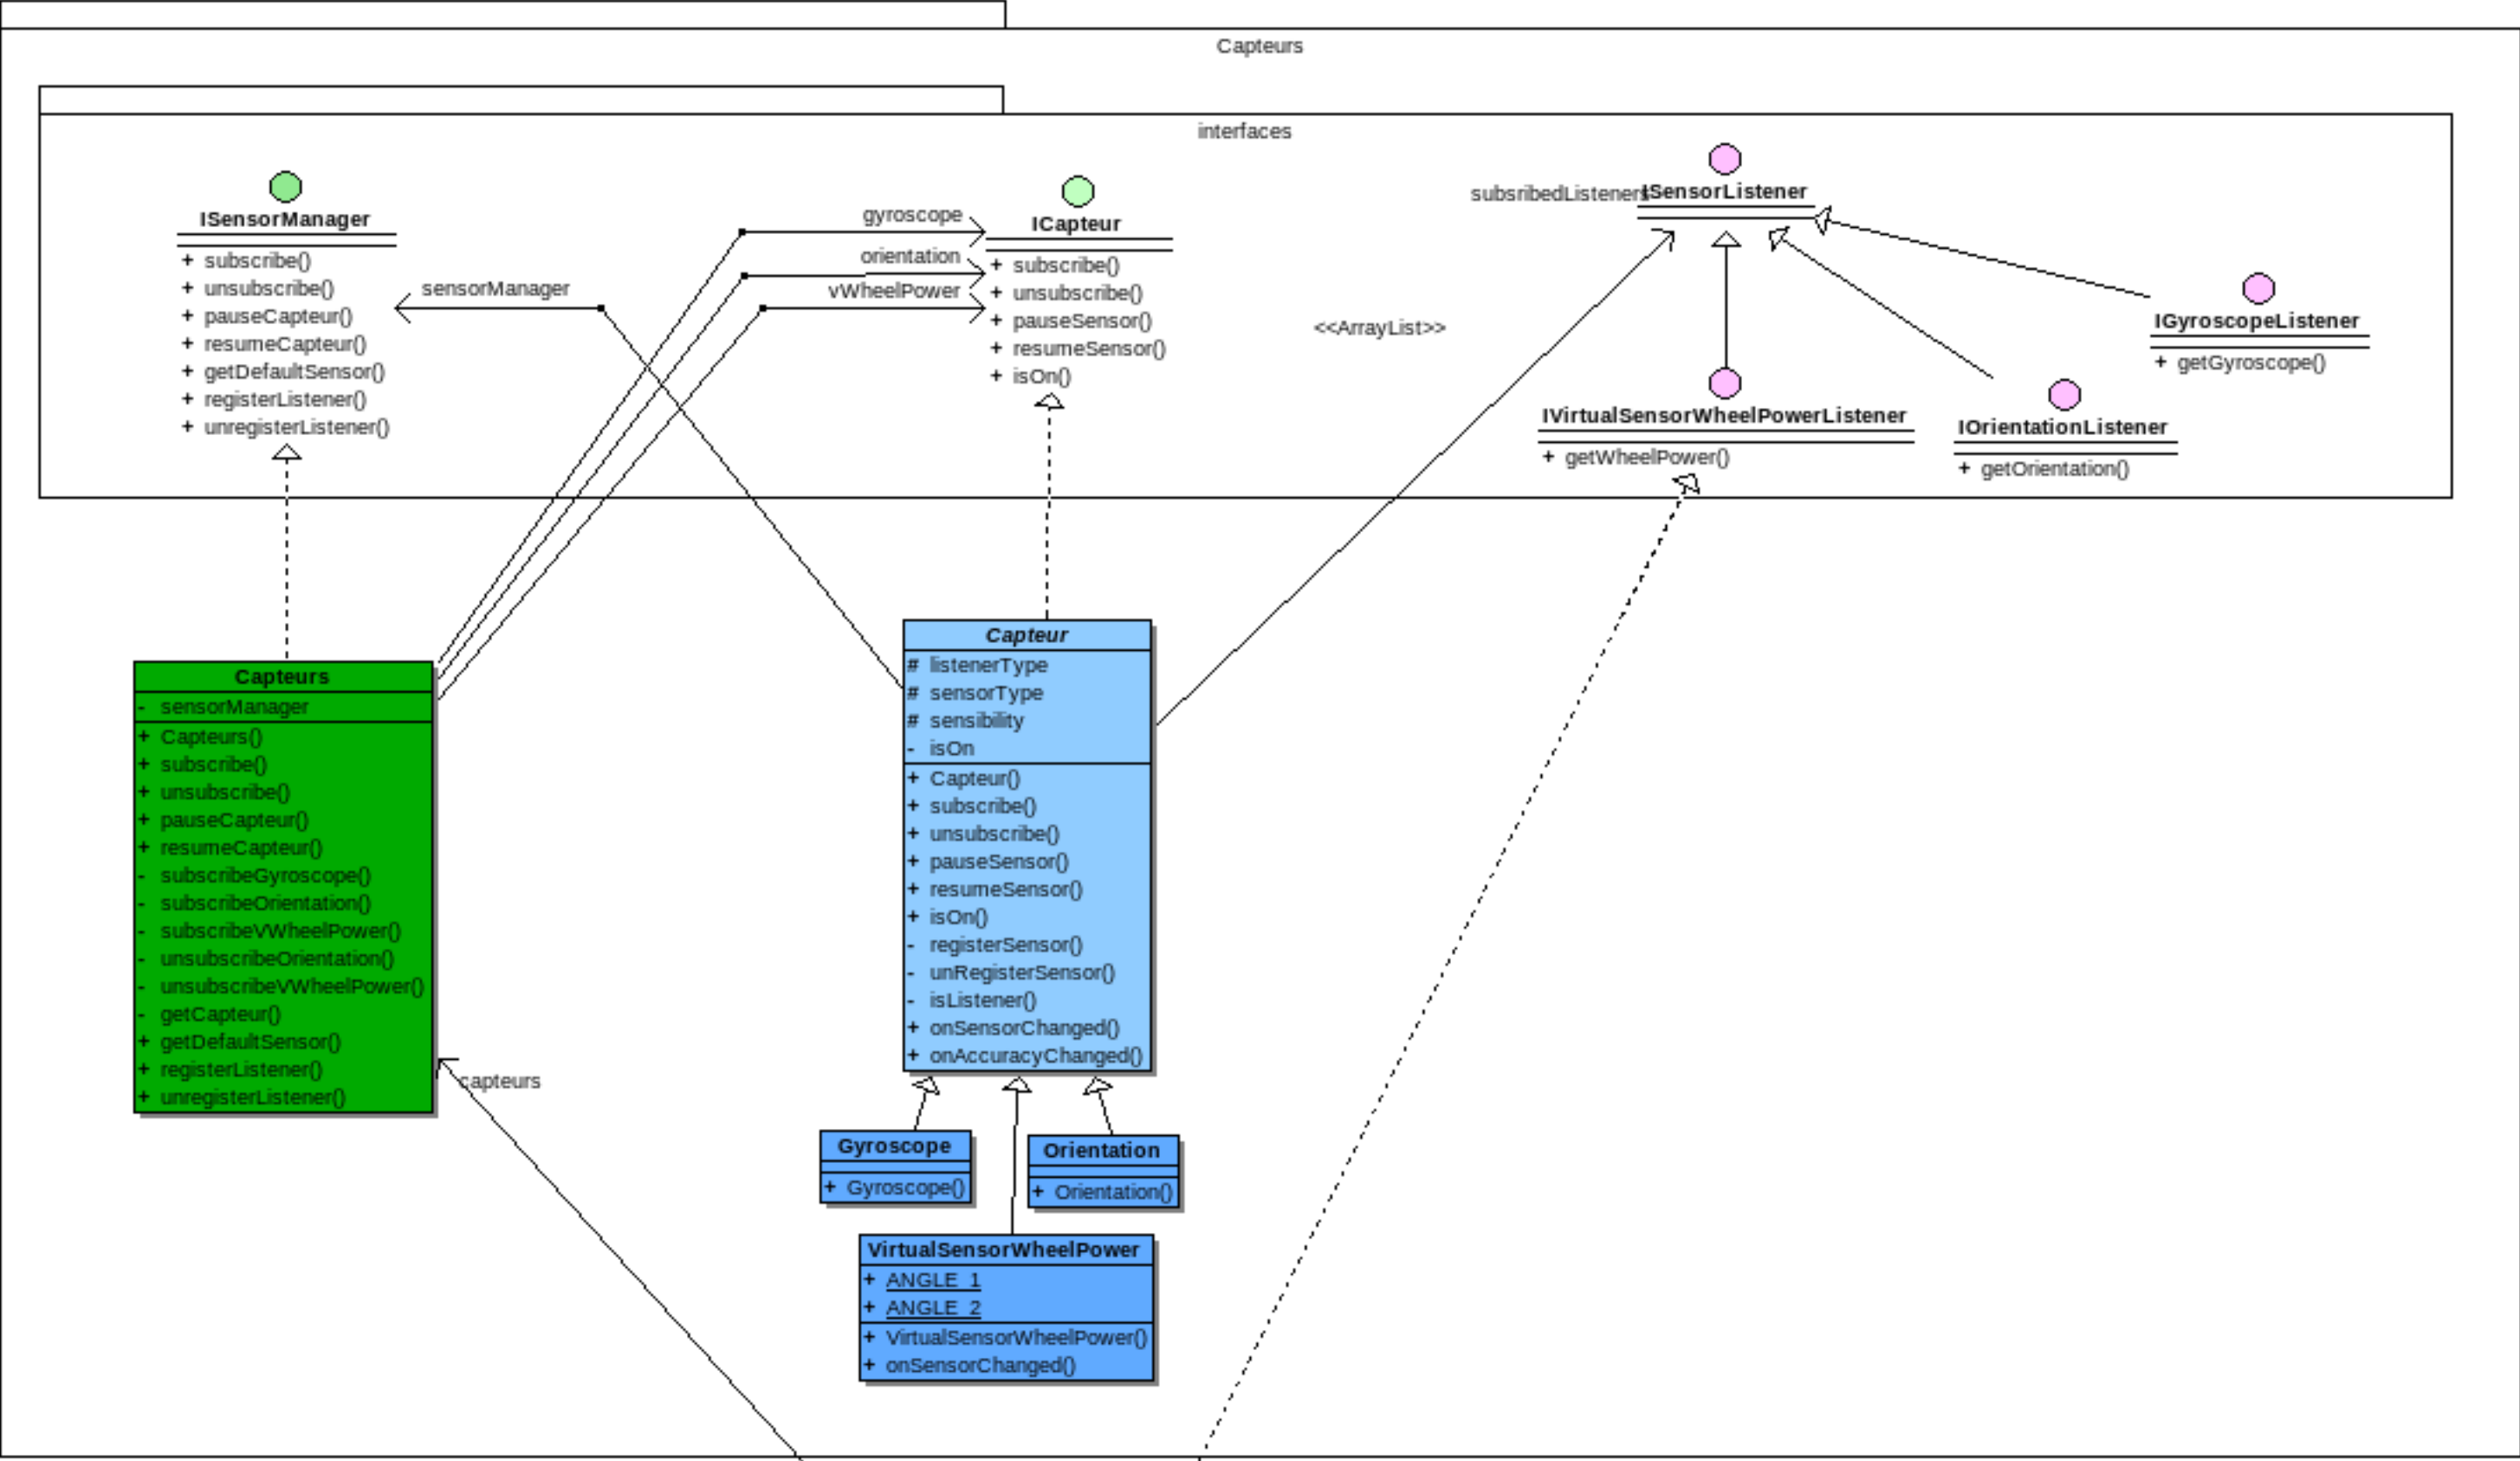 Capteurs
interfaces
ISensorManager
+ subscribe()
+ unsubscribe()
+ pauseCapteur()
+ resumeCapteur()
+ getDefaultSensor()
+ registerListener()
+ unregisterListener()
sensorManager
gyroscope
orientation
vWheelPower
ICapteur
+ subscribe()
+ unsubscribe()
+ pauseSensor()
+ resumeSensor()
+ isOn()
<<ArrayList>>
subsribedListeners
ISensorListener
IVirtualSensorWheelPowerListener
+ getWheelPower()
IOrientationListener
+ getOrientation()
IGyroscopeListener
+ getGyroscope()
Capteurs
- sensorManager
+ Capteurs()
+ subscribe()
+ unsubscribe()
+ pauseCapteur()
+ resumeCapteur()
- subscribeGyroscope()
- subscribeOrientation()
- subscribeVWheelPower()
- unsubscribeOrientation()
- unsubscribeVWheelPower()
- getCapteur()
+ getDefaultSensor()
+ registerListener()
+ unregisterListener()
capteurs
Capteur
# listenerType
# sensorType
# sensibility
- isOn
+ Capteur()
+ subscribe()
+ unsubscribe()
+ pauseSensor()
+ resumeSensor()
+ isOn()
- registerSensor()
- unRegisterSensor()
- isListener()
+ onSensorChanged()
+ onAccuracyChanged()
Gyroscope
+ Gyroscope()
Orientation
+ Orientation()
VirtualSensorWheelPower
+ ANGLE_1
+ ANGLE_2
+ VirtualSensorWheelPower()
+ onSensorChanged()